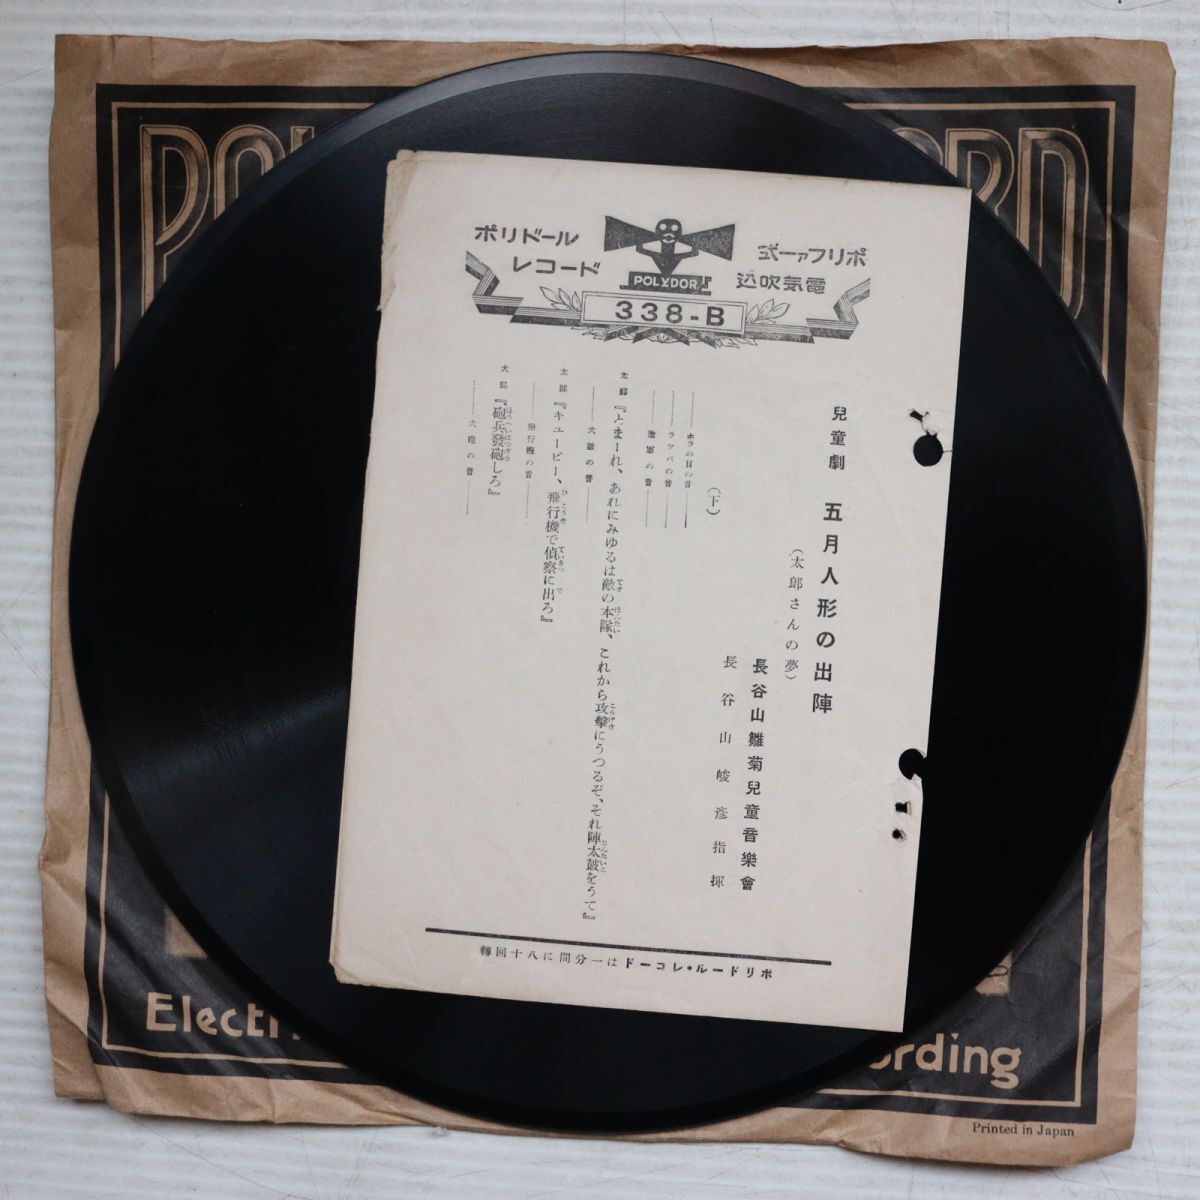 ポリドール
レコード
式ーァフリポ
込吹気電
POLYDOR
338-B
兒童劇 五月人形の出陣
(太郎さんの夢)
長谷山雛菊兒童音樂會
長谷山峻彦指揮
(下)
……ホラの貝の音……
……ラッパの音……
……進軍の音……
太郎『とまーれ、あれにみゆるは敵の本隊、これから攻擊にうつるぞ、それ陣太鼓をうて』
……太鼓の音……
太郎『キューピー、飛行機で偵察に出ろ』
……飛行機の音……
太郎『砲兵發砲しろ』
……大砲の音……
轉回十八に間分一はドーコレ・ルードリポ
Printed in Japan